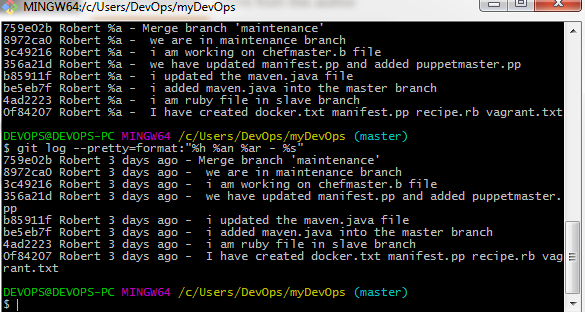 MINGW64:/c/Users/DevOps/myDevOps
759e02b Robert %a - Merge branch 'maintenance'
8972ca0 Robert %a -  we are in maintenance branch
3c49216 Robert %a -  i am working on chefmaster.b file
356a21d Robert %a - we have updated manifest.pp and added puppetmaster.pp
b85911f Robert %a -  i updated the maven.java file
be5eb7f Robert %a -  i added maven.java into the master branch
4ad2223 Robert %a -  i am ruby file in slave branch
0f84207 Robert %a -  I have created docker.txt manifest.pp recipe.rb vagrant.txt
DEVOPS@DEVOPS-PC MINGW64 /c/Users/DevOps/myDevOps (master)
$ git log --pretty=format:"%h %an %ar - %s"
759e02b Robert 3 days ago - Merge branch 'maintenance'
8972ca0 Robert 3 days ago -  we are in maintenance branch
3c49216 Robert 3 days ago -  i am working on chefmaster.b file
356a21d Robert 3 days ago -  we have updated manifest.pp and added puppetmaster.
pp
b85911f Robert 3 days ago -  i updated the maven.java file
be5eb7f Robert 3 days ago -  i added maven.java into the master branch
4ad2223 Robert 3 days ago -  i am ruby file in slave branch
0f84207 Robert 3 days ago -  I have created docker.txt manifest.pp recipe.rb vag
rant.txt
DEVOPS@DEVOPS-PC MINGW64 /c/Users/DevOps/myDevOps (master)
$